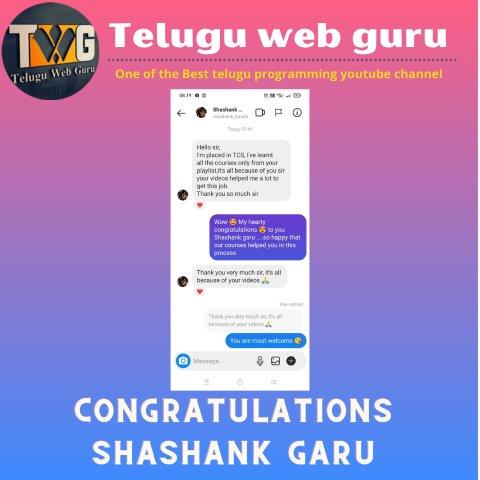 TWG
Telugu Web Guru
Telugu web guru
One of the Best telugu programming youtube channel
08:19
Shashank ...
shashank_handa
Today 07:41
Hello sir,
I'm placed in TCS, I've learnt
all the courses only from your
playlist,it's all because of you sir
your videos helped me a lot to
get this job.
Thank you so much sir
Wow 🤩 My hearty
congratulations 😍 to you
Shashank garu ....so happy that
our courses helped you in this
process
Thank you very much sir, it's all
because of your videos 🙏
You replied
Thank you very much sir, it's all
because of your videos 🙏
You are most welcome 😘
Message...
CONGRATULATIONS
SHASHANK GARU